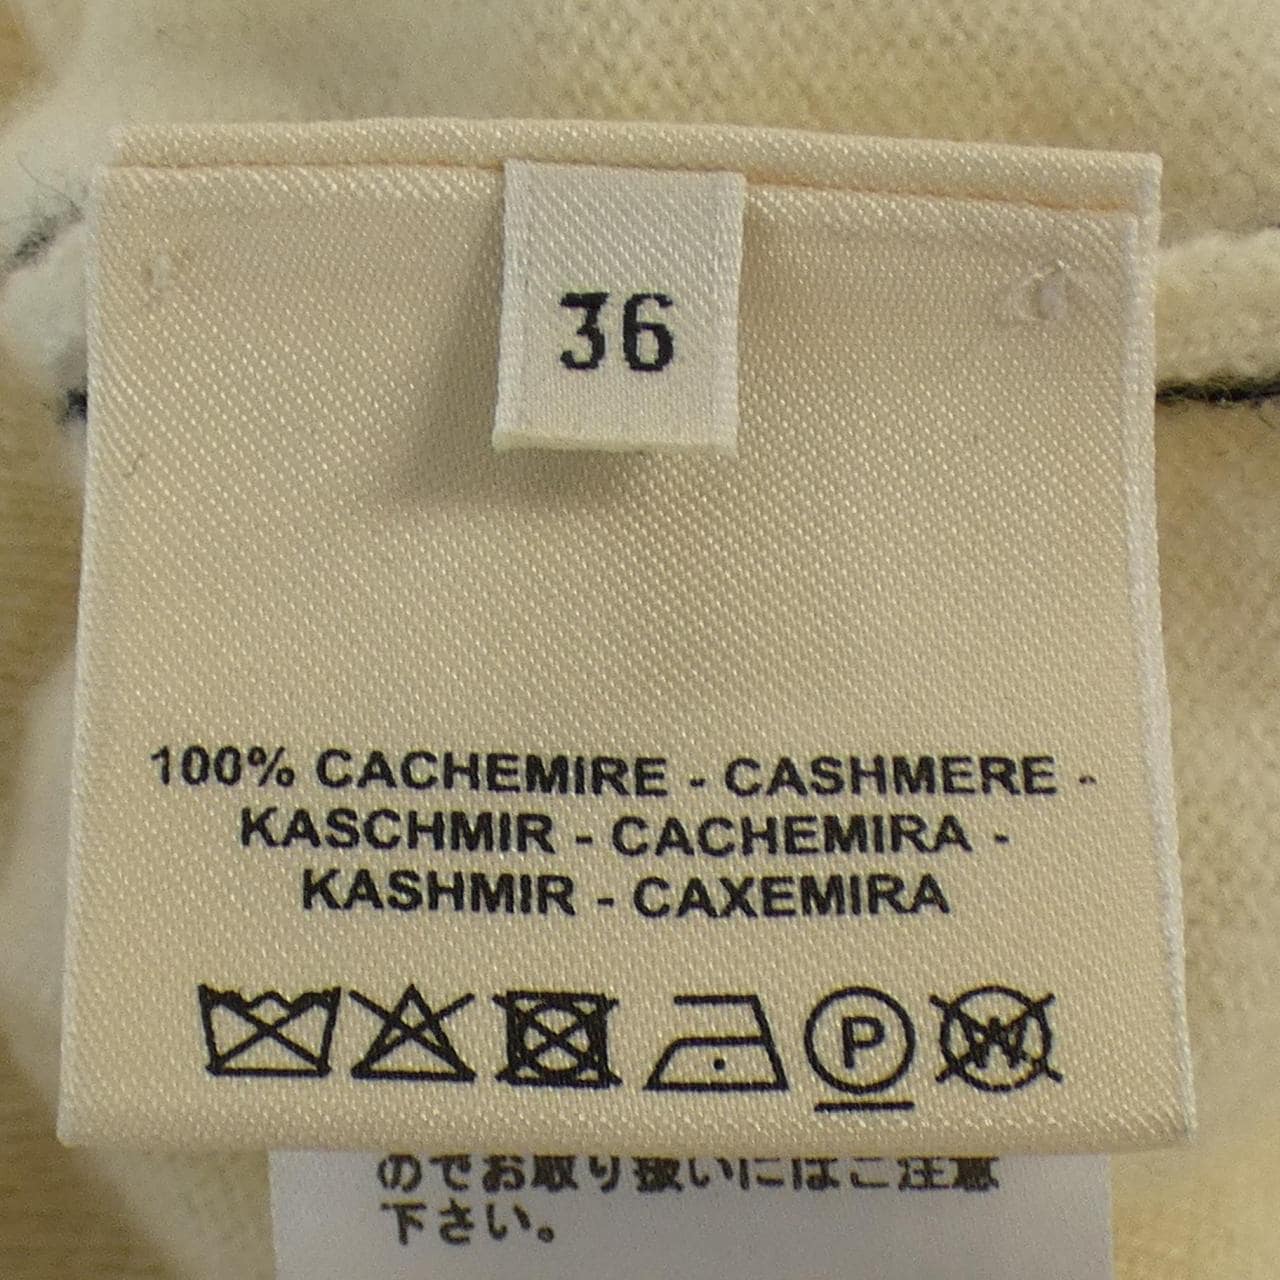 36
100% CACHEMIRE - CASHMERE -
KASCHMIR - CACHEMIRA -
KASHMIR - CAXEMIRA
P
W
のでお取り扱いにはご注意
下さい。